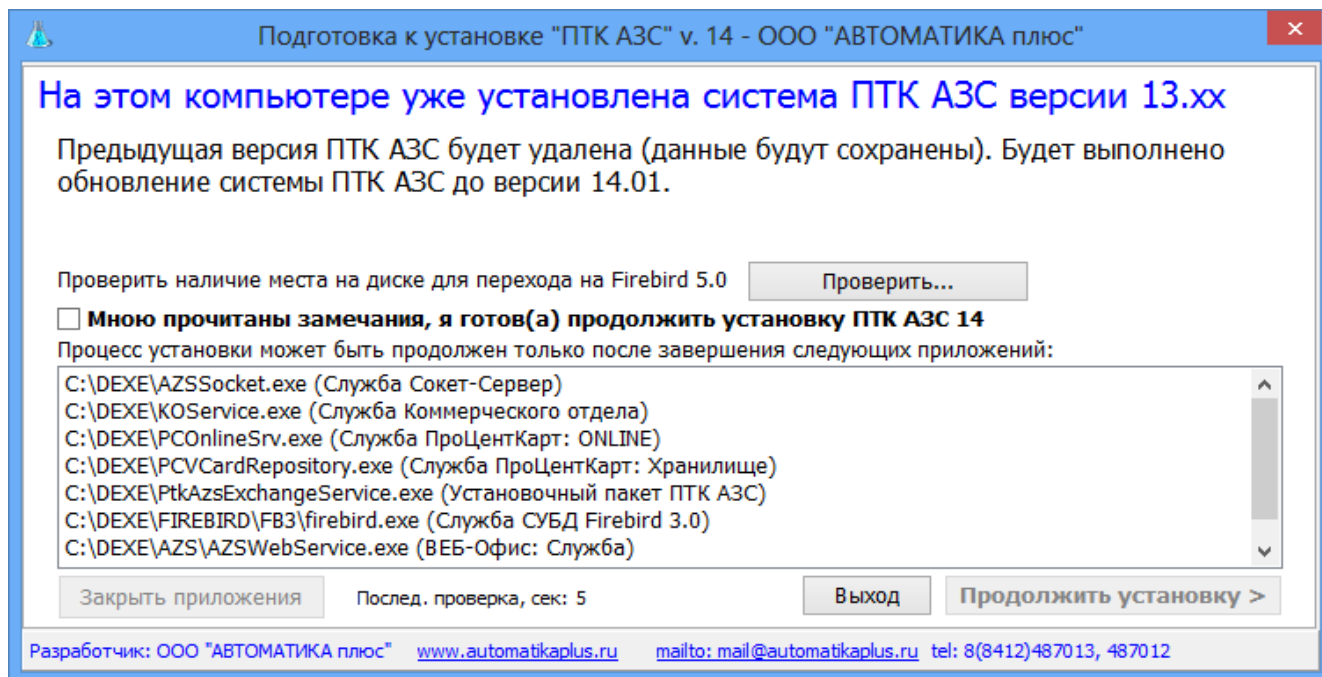 Подготовка к установке "ПТК АЗС" v. 14 - ООО "АВТОМАТИКА плюс"
На этом компьютере уже установлена система ПТК АЗС версии 13.xx
Предыдущая версия ПТК АЗС будет удалена (данные будут сохранены). Будет выполнено
обновление системы ПТК АЗС до версии 14.01.
Проверить наличие места на диске для перехода на Firebird 5.0 Проверить...
Мною прочитаны замечания, я готов(а) продолжить установку ПТК АЗС 14
Процесс установки может быть продолжен только после завершения следующих приложений:
C:\DEXE\AZSSocket.exe (Служба Сокет-Сервер)
C:\DEXE\KOService.exe (Служба Коммерческого отдела)
C:\DEXE\PCOnlineSrv.exe (Служба ПроЦентКарт: ONLINE)
C:\DEXE\PCVCardRepository.exe (Служба ПроЦентКарт: Хранилище)
C:\DEXE\PtkAzsExchangeService.exe (Установочный пакет ПТК АЗС)
C:\DEXE\FIREBIRD\FB3\firebird.exe (Служба СУБД Firebird 3.0)
C:\DEXE\AZS\AZSWebService.exe (ВЕБ-Офис: Служба)
Закрыть приложения Послед. проверка, сек: 5 Выход Продолжить установку >
Разработчик: ООО "АВТОМАТИКА плюс" www.automatikaplus.ru mailto: mail@automatikaplus.ru tel: 8(8412)487013, 487012